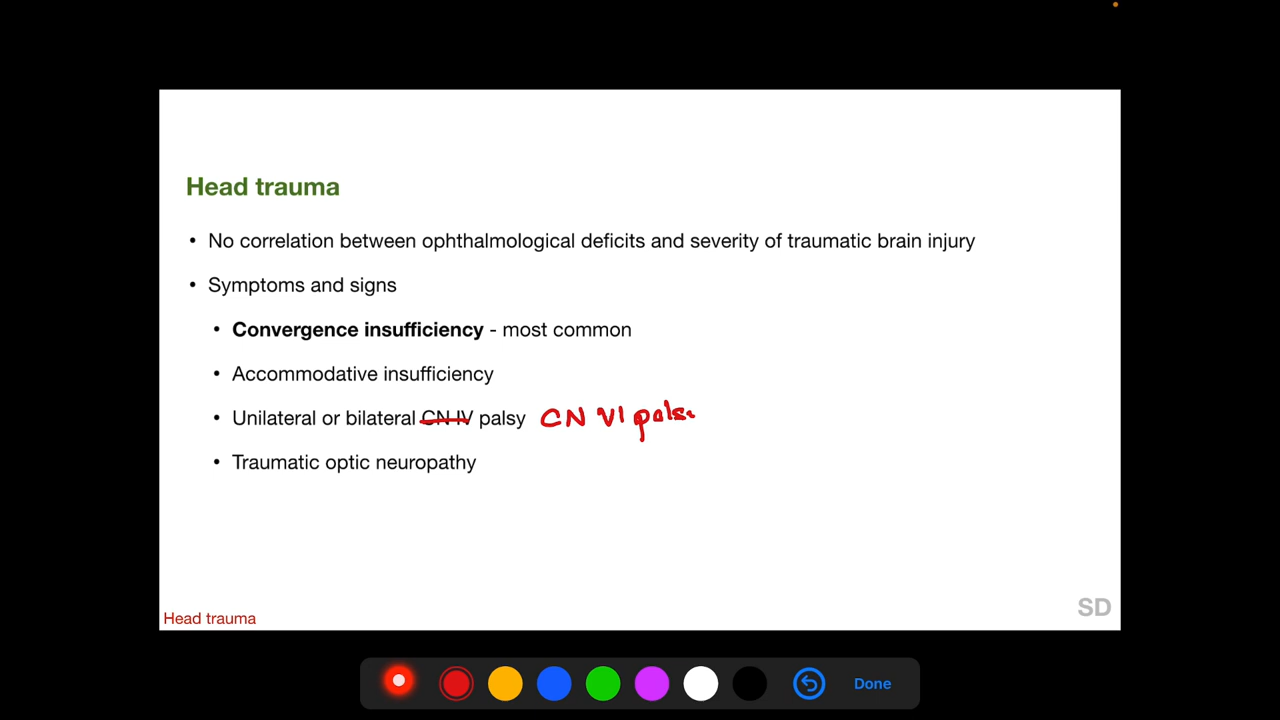 Head trauma
• No correlation between ophthalmological deficits and severity of traumatic brain injury
• Symptoms and signs
• Convergence insufficiency - most common
• Accommodative insufficiency
• Unilateral or bilateral CN IV palsy CN VI pals
• Traumatic optic neuropathy
SD
Head trauma
Done